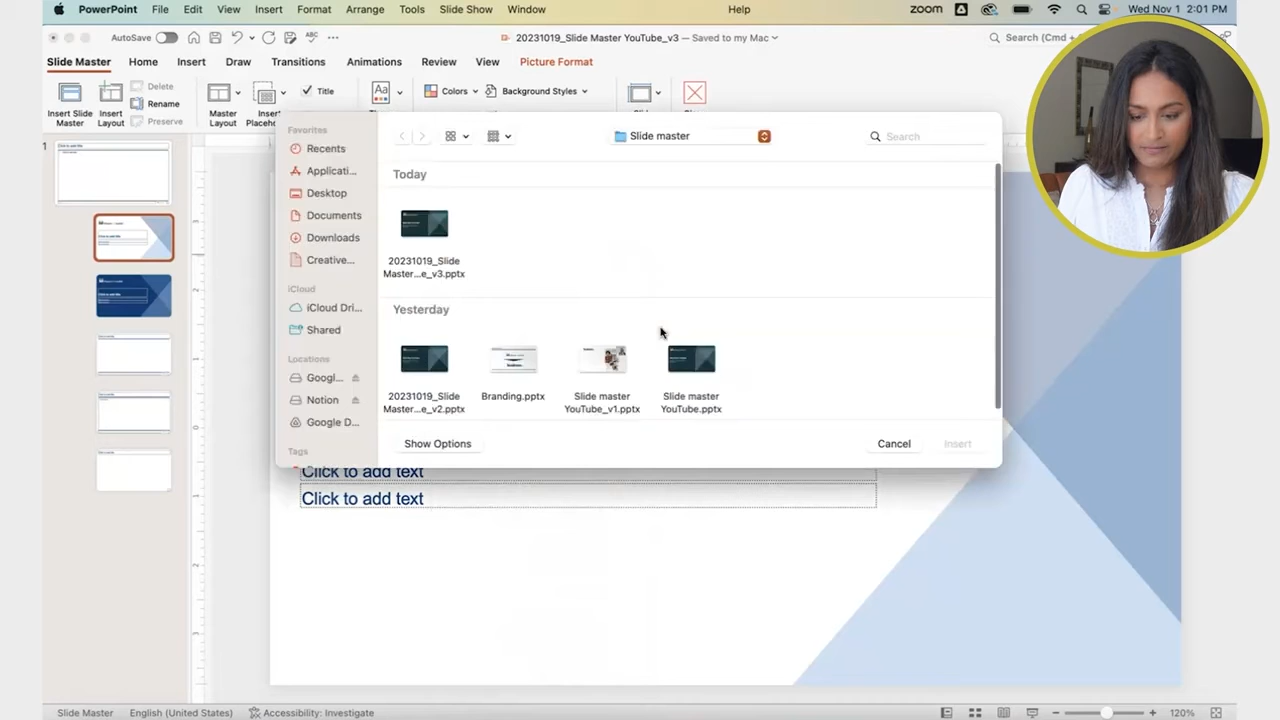 PowerPoint File Edit View Insert Format Arrange Tools Slide Show Window Help zoom Wed Nov 1 2:01 PM
AutoSave 20231019_Slide Master YouTube_v3 — Saved to my Mac Search (Cmd +
Slide Master Home Insert Draw Transitions Animations Review View Picture Format
Insert Slide Master
Insert Layout
Delete
Rename
Preserve
Master Layout
Title
Colors
Background Styles
Favorites
Recents
Applicati...
Desktop
Documents
Downloads
Creative...
iCloud
iCloud Dri...
Shared
Locations
Googl...
Notion
Google D...
Tags
Slide master
Search
Today
20231019_Slide
Master...e_v3.pptx
Yesterday
20231019_Slide
Master...e_v2.pptx
Branding.pptx
Slide master
YouTube_v1.pptx
Slide master
YouTube.pptx
Show Options
Cancel
Insert
1
Click to add text
Click to add text
Slide Master English (United States) Accessibility: Investigate 120%